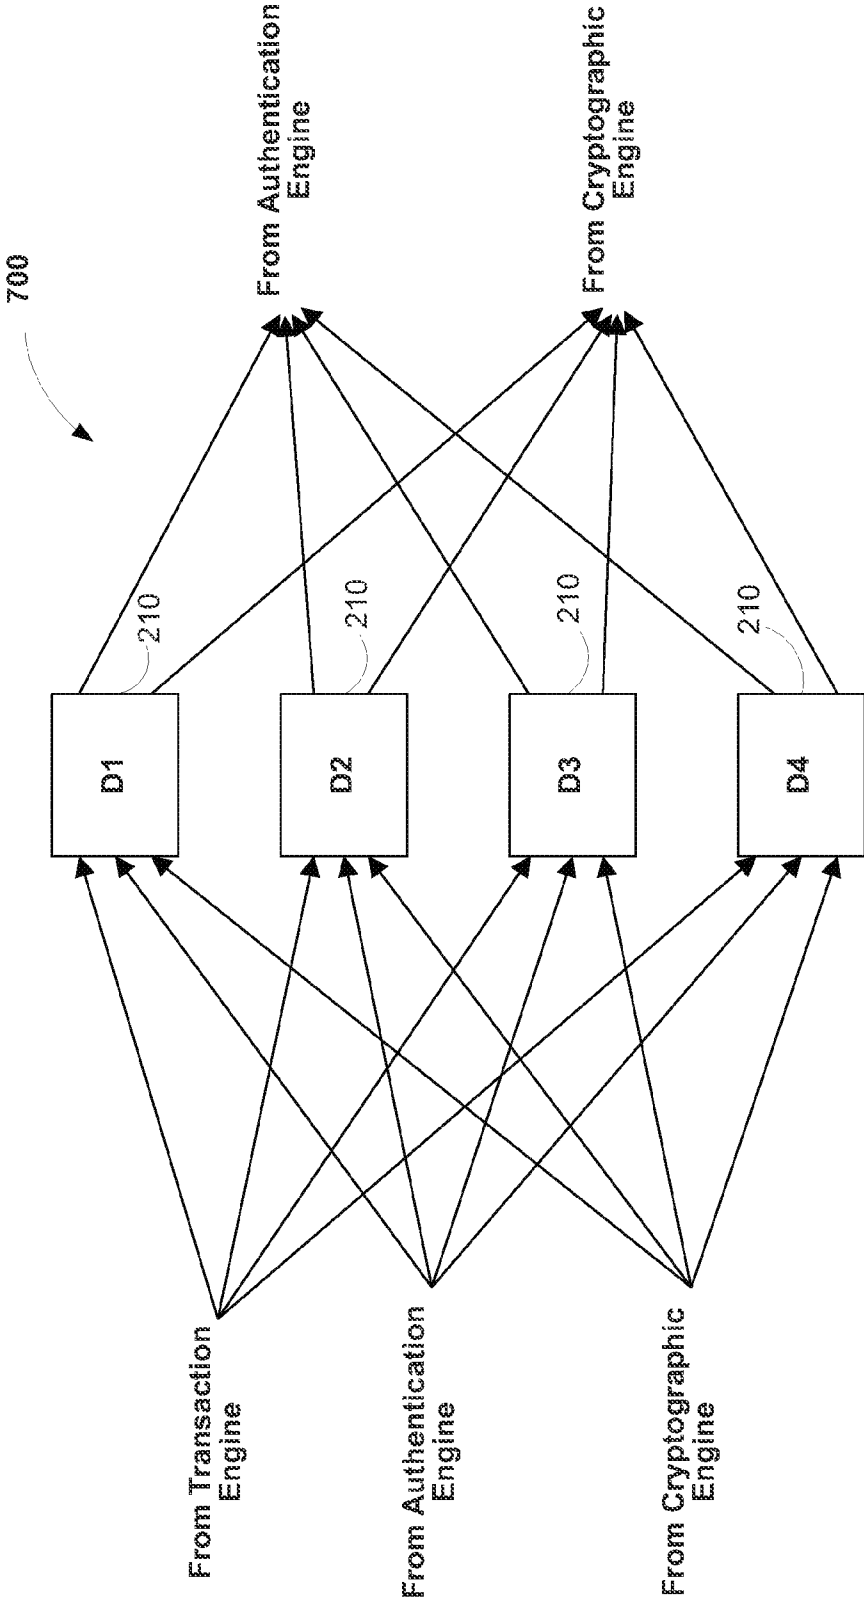 700
From Transaction
Engine
From Authentication
Engine
From Cryptographic
Engine
D1
210
D2
210
D3
210
D4
210
From Authentication
Engine
From Cryptographic
Engine